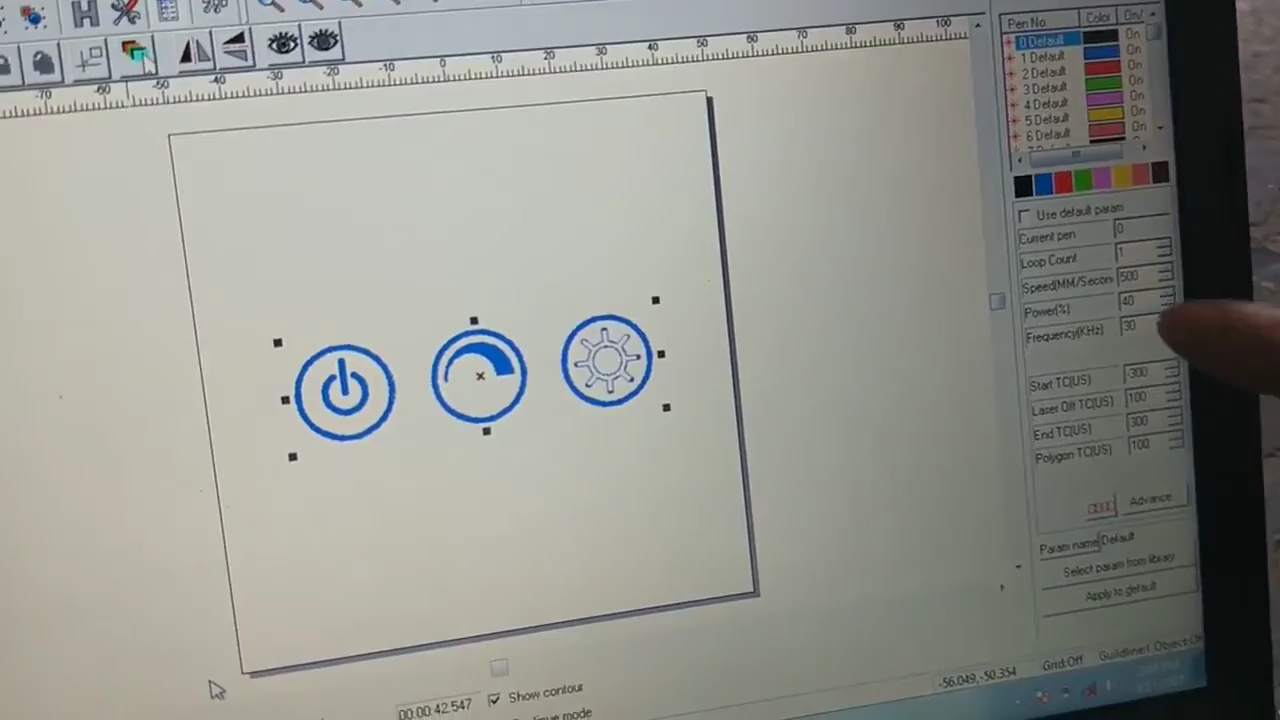 Pen No. Color On/
0 Default On
1 Default On
2 Default On
3 Default On
4 Default On
5 Default On
6 Default On
-70 -60 -50 -40 -30 -20 -10 0 10 20 30 40 50 60 70 80 90 100
Use default param
Current pen 0
Loop Count 1
Speed(MM/Secon 500
Power(%) 40
Frequency(KHz) 30
Start TC(US) -300
Laser Off TC(US) 100
End TC(US) 300
Polygon TC(US) 100
Advance...
Param name Default
Select param from library
Apply to default
-56.049,-50.354 Grid:Off Guildline:I Object:O
00:00:42.547 Show contour
mode